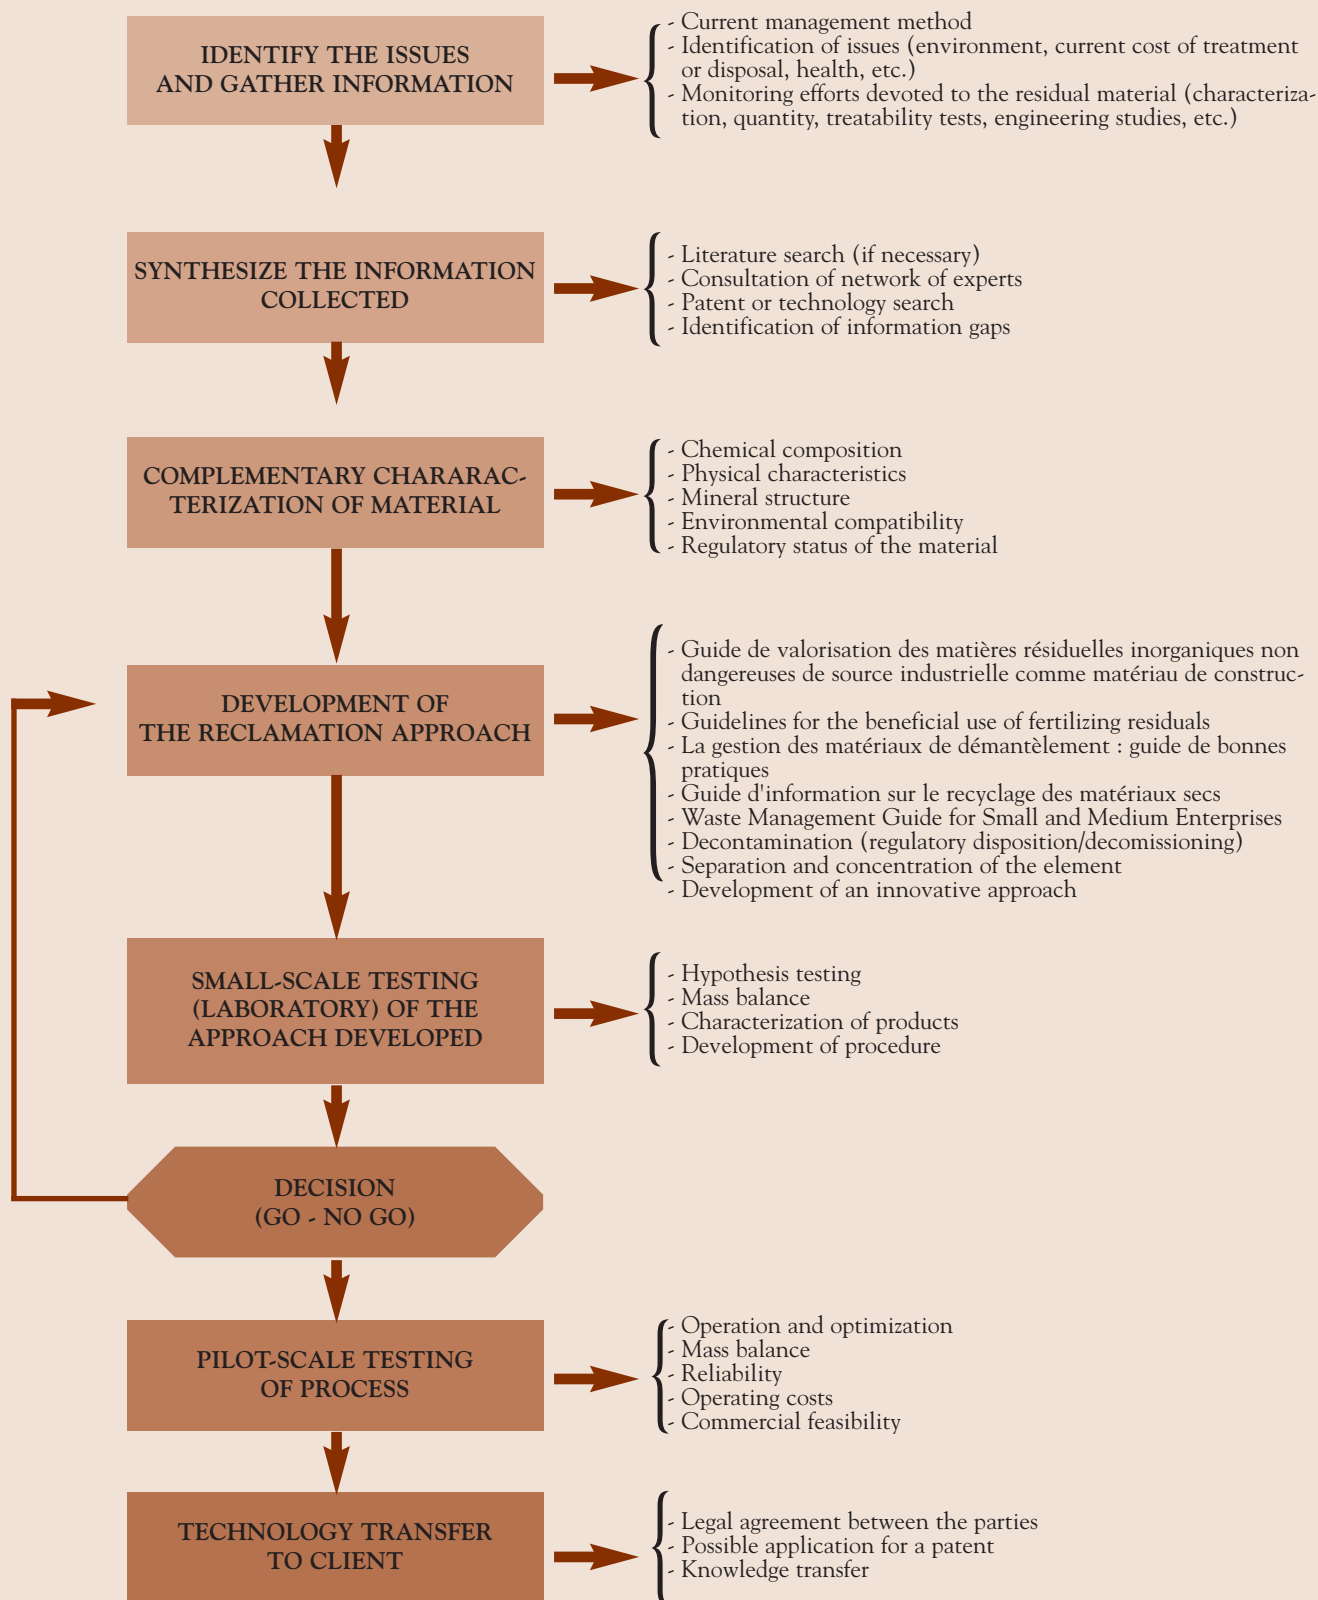 IDENTIFY THE ISSUES
AND GATHER INFORMATION
- Current management method
- Identification of issues (environment, current cost of treatment
or disposal, health, etc.)
- Monitoring efforts devoted to the residual material (characteriza-
tion, quantity, treatability tests, engineering studies, etc.)
SYNTHESIZE THE INFORMATION
COLLECTED
- Literature search (if necessary)
- Consultation of network of experts
- Patent or technology search
- Identification of information gaps
COMPLEMENTARY CHARARAC-
TERIZATION OF MATERIAL
- Chemical composition
- Physical characteristics
- Mineral structure
- Environmental compatibility
- Regulatory status of the material
DEVELOPMENT OF
THE RECLAMATION APPROACH
- Guide de valorisation des matières résiduelles inorganiques non
dangereuses de source industrielle comme matériau de construc-
tion
- Guidelines for the beneficial use of fertilizing residuals
- La gestion des matériaux de démantèlement : guide de bonnes
pratiques
- Guide d'information sur le recyclage des matériaux secs
- Waste Management Guide for Small and Medium Enterprises
- Decontamination (regulatory disposition/decomissioning)
- Separation and concentration of the element
- Development of an innovative approach
SMALL-SCALE TESTING
(LABORATORY) OF THE
APPROACH DEVELOPED
- Hypothesis testing
- Mass balance
- Characterization of products
- Development of procedure
DECISION
(GO - NO GO)
PILOT-SCALE TESTING
OF PROCESS
- Operation and optimization
- Mass balance
- Reliability
- Operating costs
- Commercial feasibility
TECHNOLOGY TRANSFER
TO CLIENT
- Legal agreement between the parties
- Possible application for a patent
- Knowledge transfer